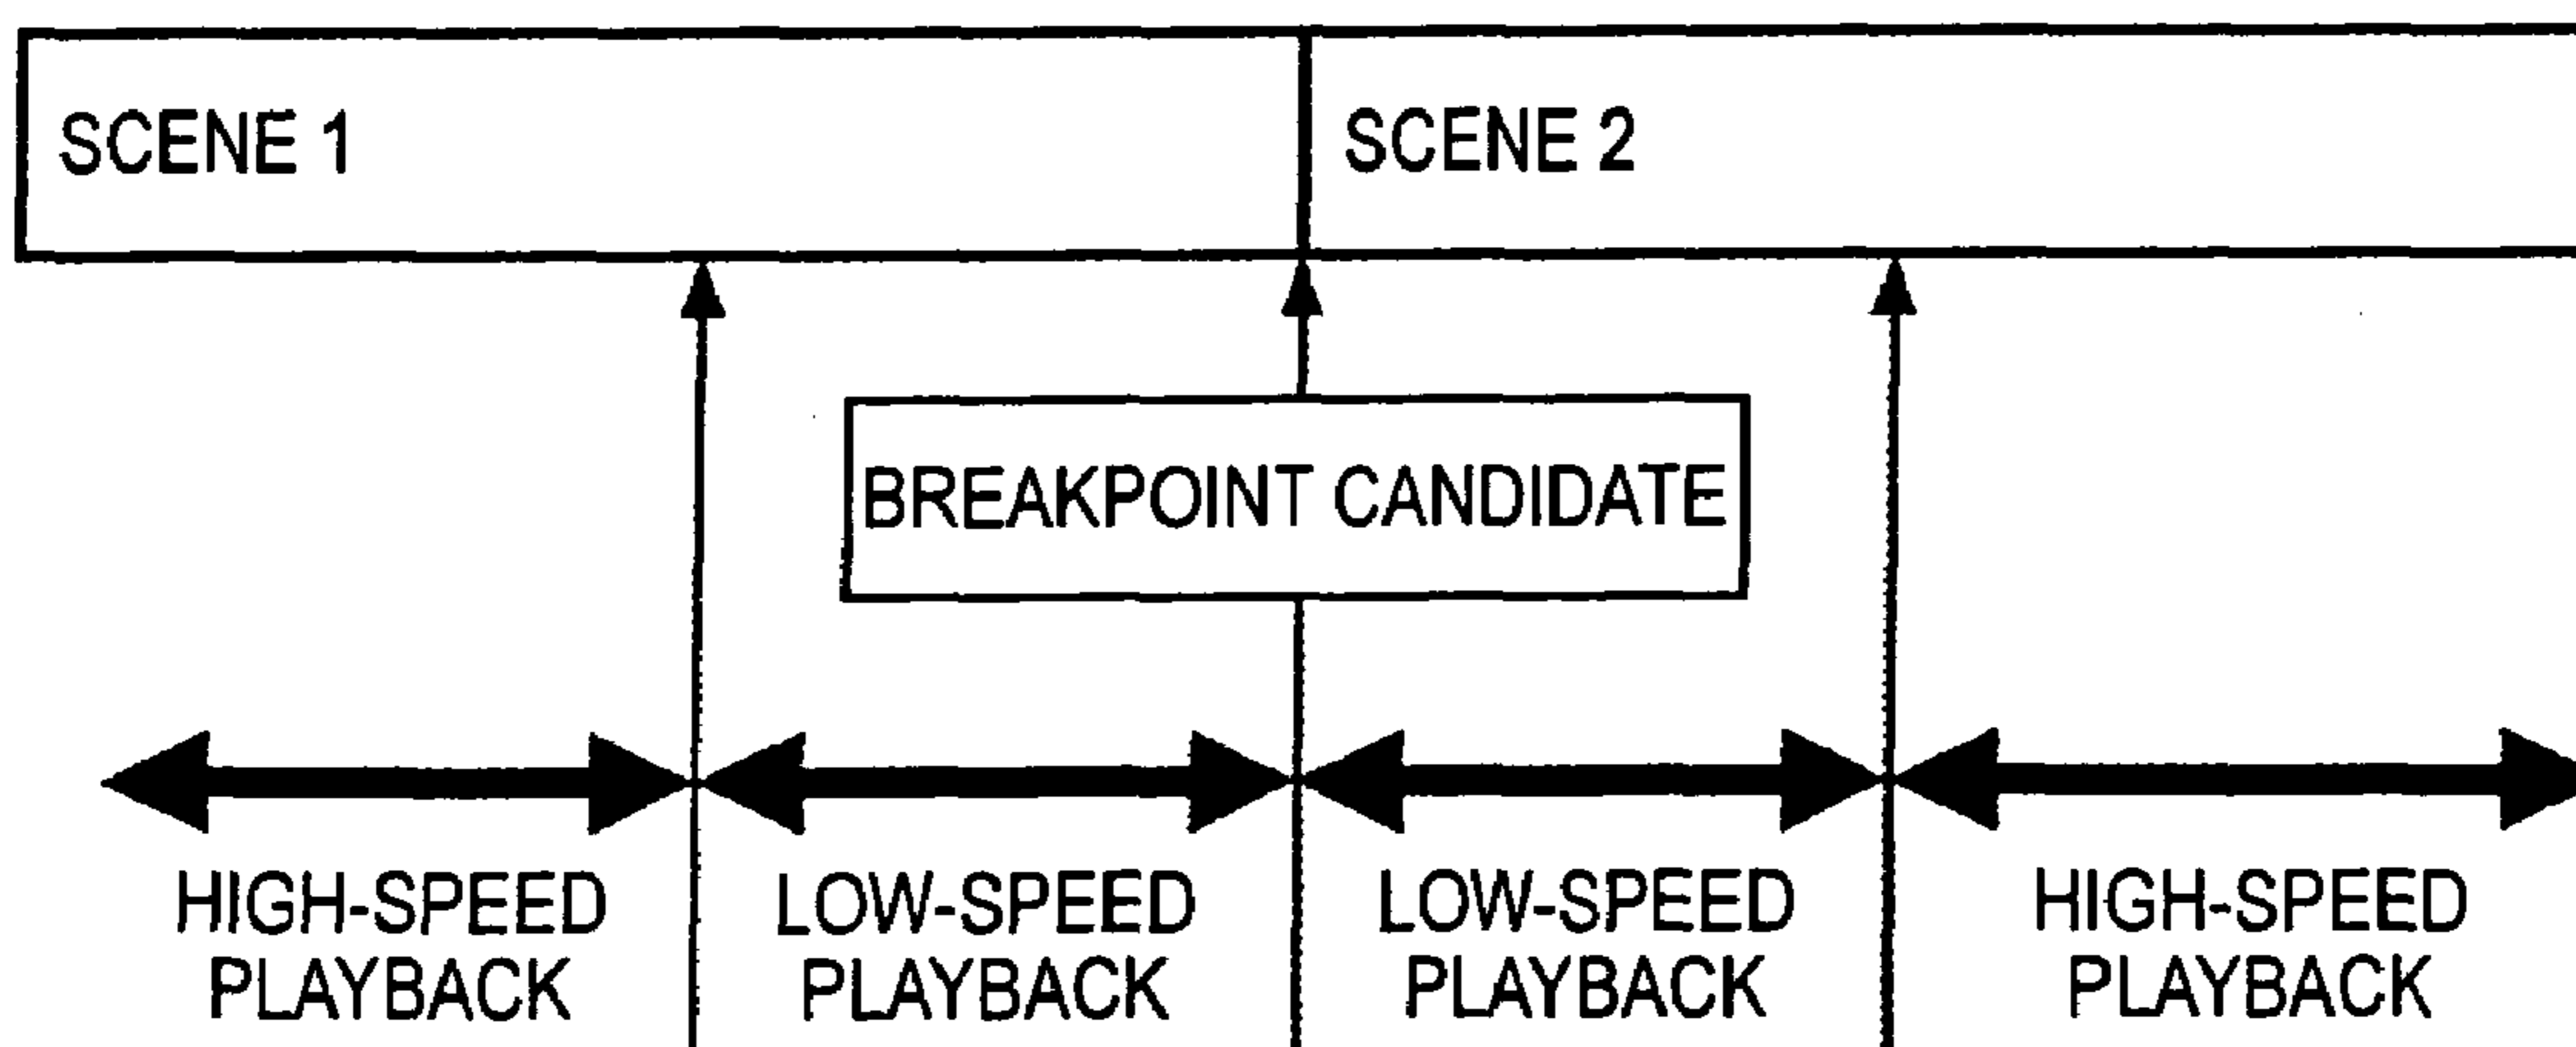 SCENE 1
SCENE 2
BREAKPOINT CANDIDATE
HIGH-SPEED
PLAYBACK
LOW-SPEED
PLAYBACK
LOW-SPEED
PLAYBACK
HIGH-SPEED
PLAYBACK